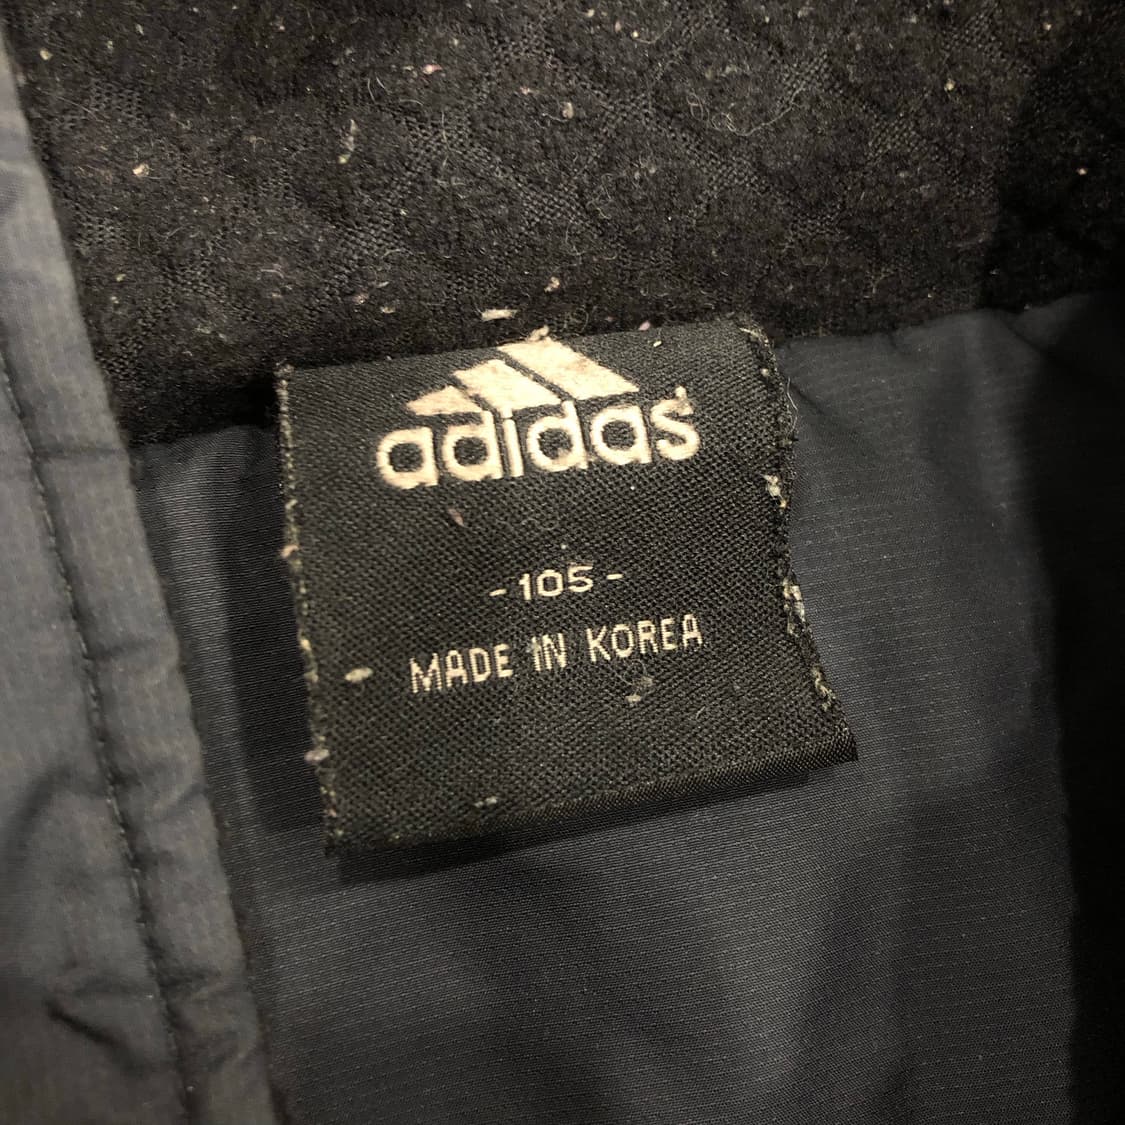 adidas
-105-
MADE IN KOREA